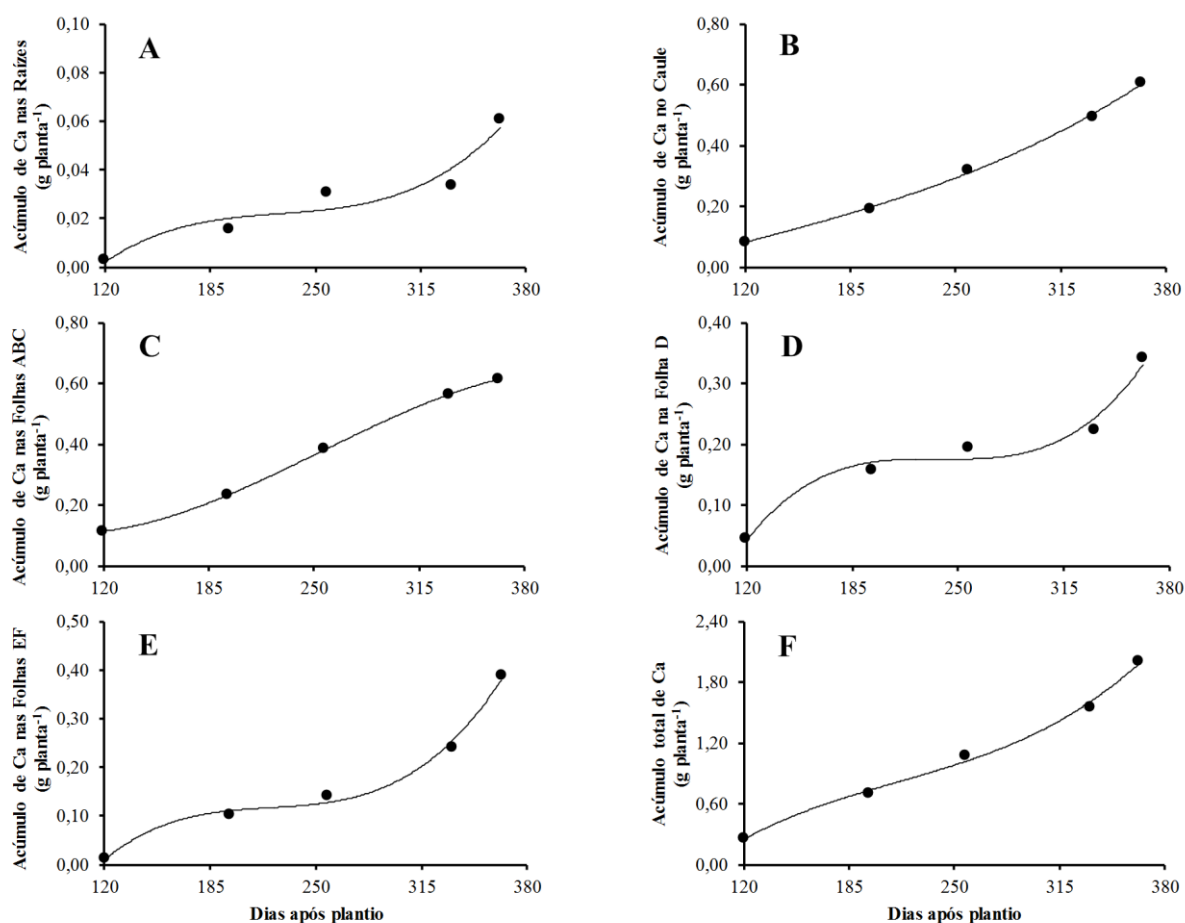 Acúmulo de Ca nas Raízes
(g planta⁻¹)
0,10
0,08
0,06
0,04
0,02
0,00
A
120 185 250 315 380
Acúmulo de Ca no Caule
(g planta⁻¹)
0,80
0,60
0,40
0,20
0,00
B
120 185 250 315 380
Acúmulo de Ca nas Folhas ABC
(g planta⁻¹)
0,80
0,60
0,40
0,20
0,00
C
120 185 250 315 380
Acúmulo de Ca na Folha D
(g planta⁻¹)
0,40
0,30
0,20
0,10
0,00
D
120 185 250 315 380
Acúmulo de Ca nas Folhas EF
(g planta⁻¹)
0,50
0,40
0,30
0,20
0,10
0,00
E
120 185 250 315 380
Dias após plantio
Acúmulo total de Ca
(g planta⁻¹)
2,40
1,80
1,20
0,60
0,00
F
120 185 250 315 380
Dias após plantio